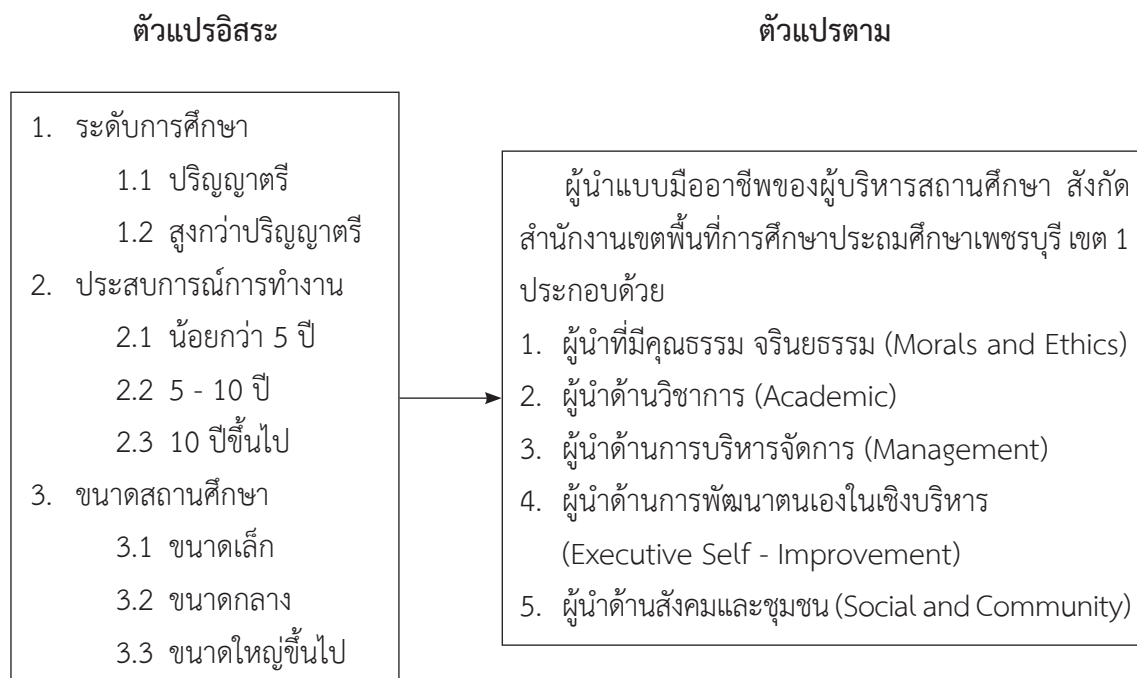 ตัวแปรอิสระ
ตัวแปรตาม
1. ระดับการศึกษา
1.1 ปริญญาตรี
1.2 สูงกว่าปริญญาตรี
2. ประสบการณ์การทำงาน
2.1 น้อยกว่า 5 ปี
2.2 5 - 10 ปี
2.3 10 ปีขึ้นไป
3. ขนาดสถานศึกษา
3.1 ขนาดเล็ก
3.2 ขนาดกลาง
3.3 ขนาดใหญ่ขึ้นไป
ผู้นำแบบมืออาชีพของผู้บริหารสถานศึกษา สังกัด
สำนักงานเขตพื้นที่การศึกษาประถมศึกษาเพชรบุรี เขต 1
ประกอบด้วย
1. ผู้นำที่มีคุณธรรม จรินยธรรม (Morals and Ethics)
2. ผู้นำด้านวิชาการ (Academic)
3. ผู้นำด้านการบริหารจัดการ (Management)
4. ผู้นำด้านการพัฒนาตนเองในเชิงบริหาร
(Executive Self - Improvement)
5. ผู้นำด้านสังคมและชุมชน (Social and Community)